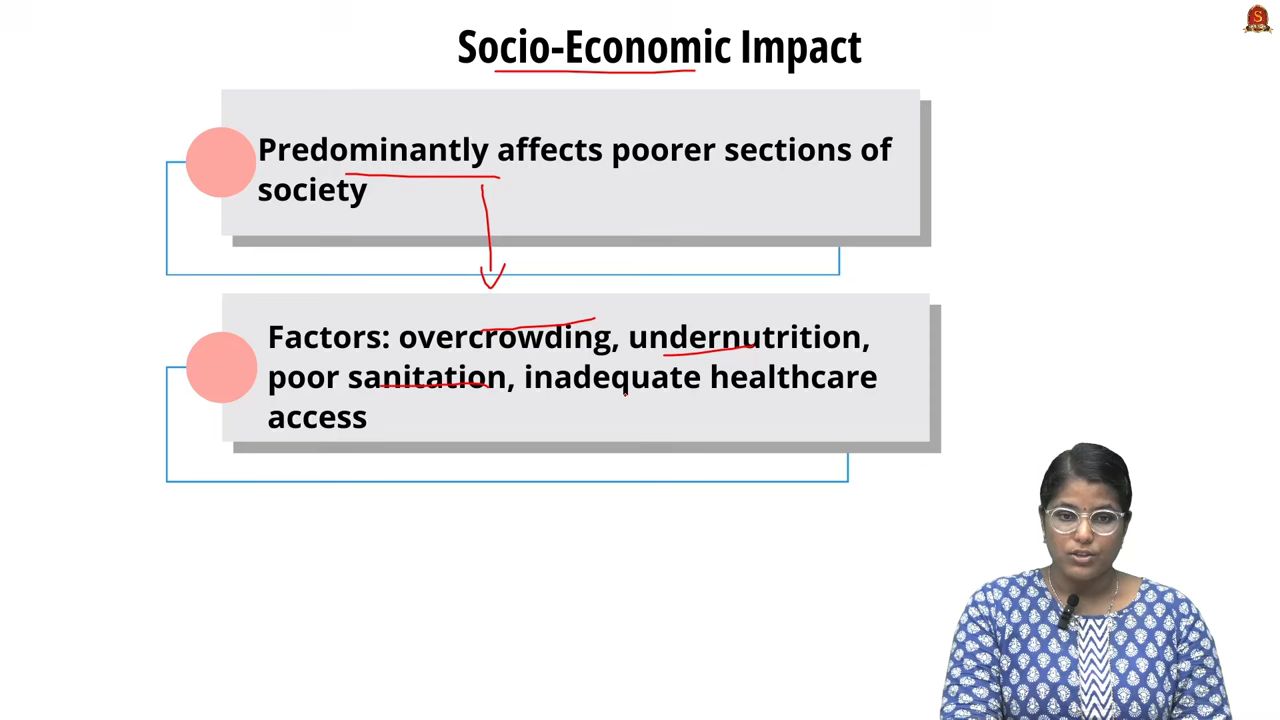 Socio-Economic Impact
Predominantly affects poorer sections of
society
Factors: overcrowding, undernutrition,
poor sanitation, inadequate healthcare
access
S